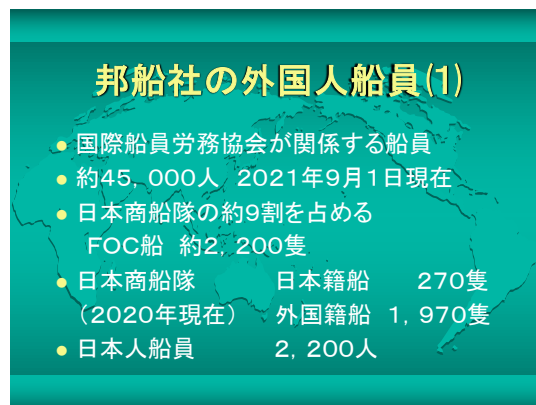 邦船社の外国人船員⑴
国際船員労務協会が関係する船員
約45，000人　2021年9月1日現在
日本商船隊の約9割を占める
FOC船　約2，200隻
日本商船隊　日本籍船　270隻
（2020年現在）　外国籍船　1，970隻
日本人船員　2，200人